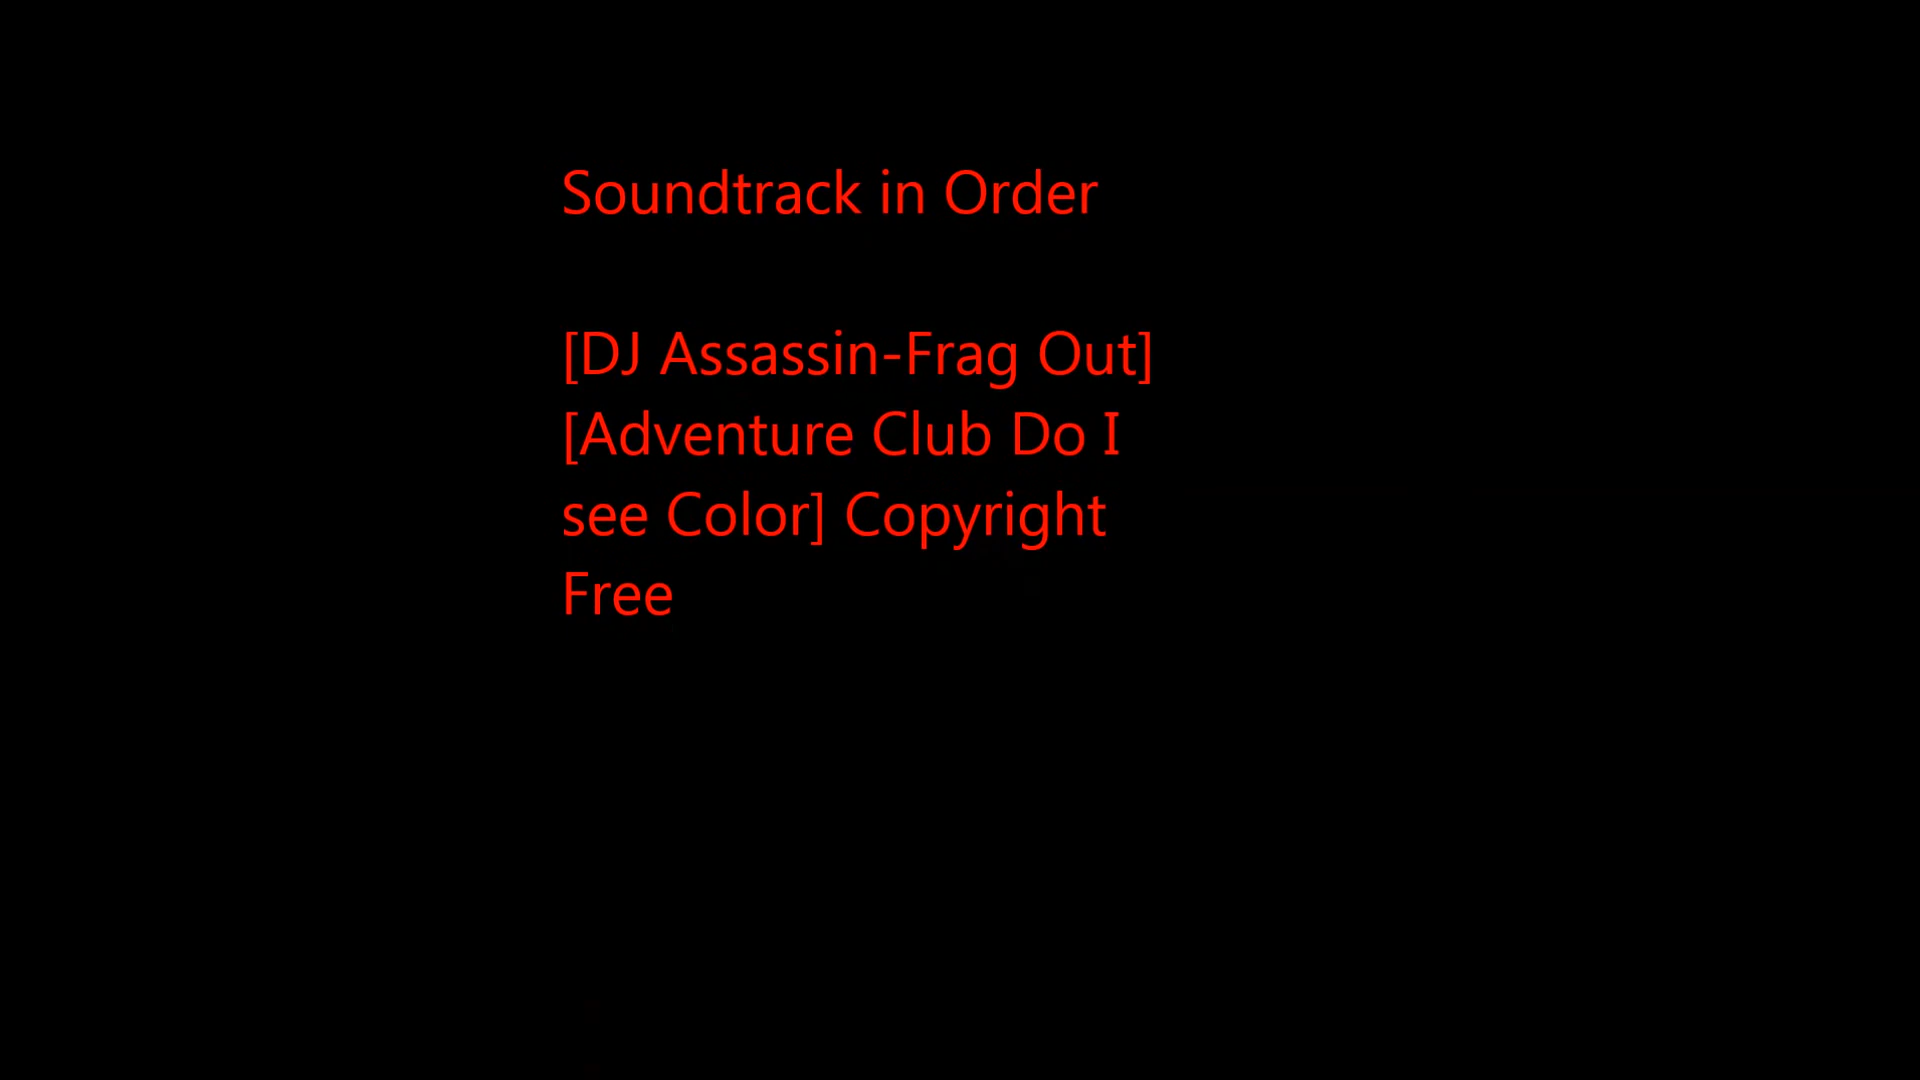 Soundtrack in Order
[DJ Assassin-Frag Out]
[Adventure Club Do I
see Color] Copyright
Free